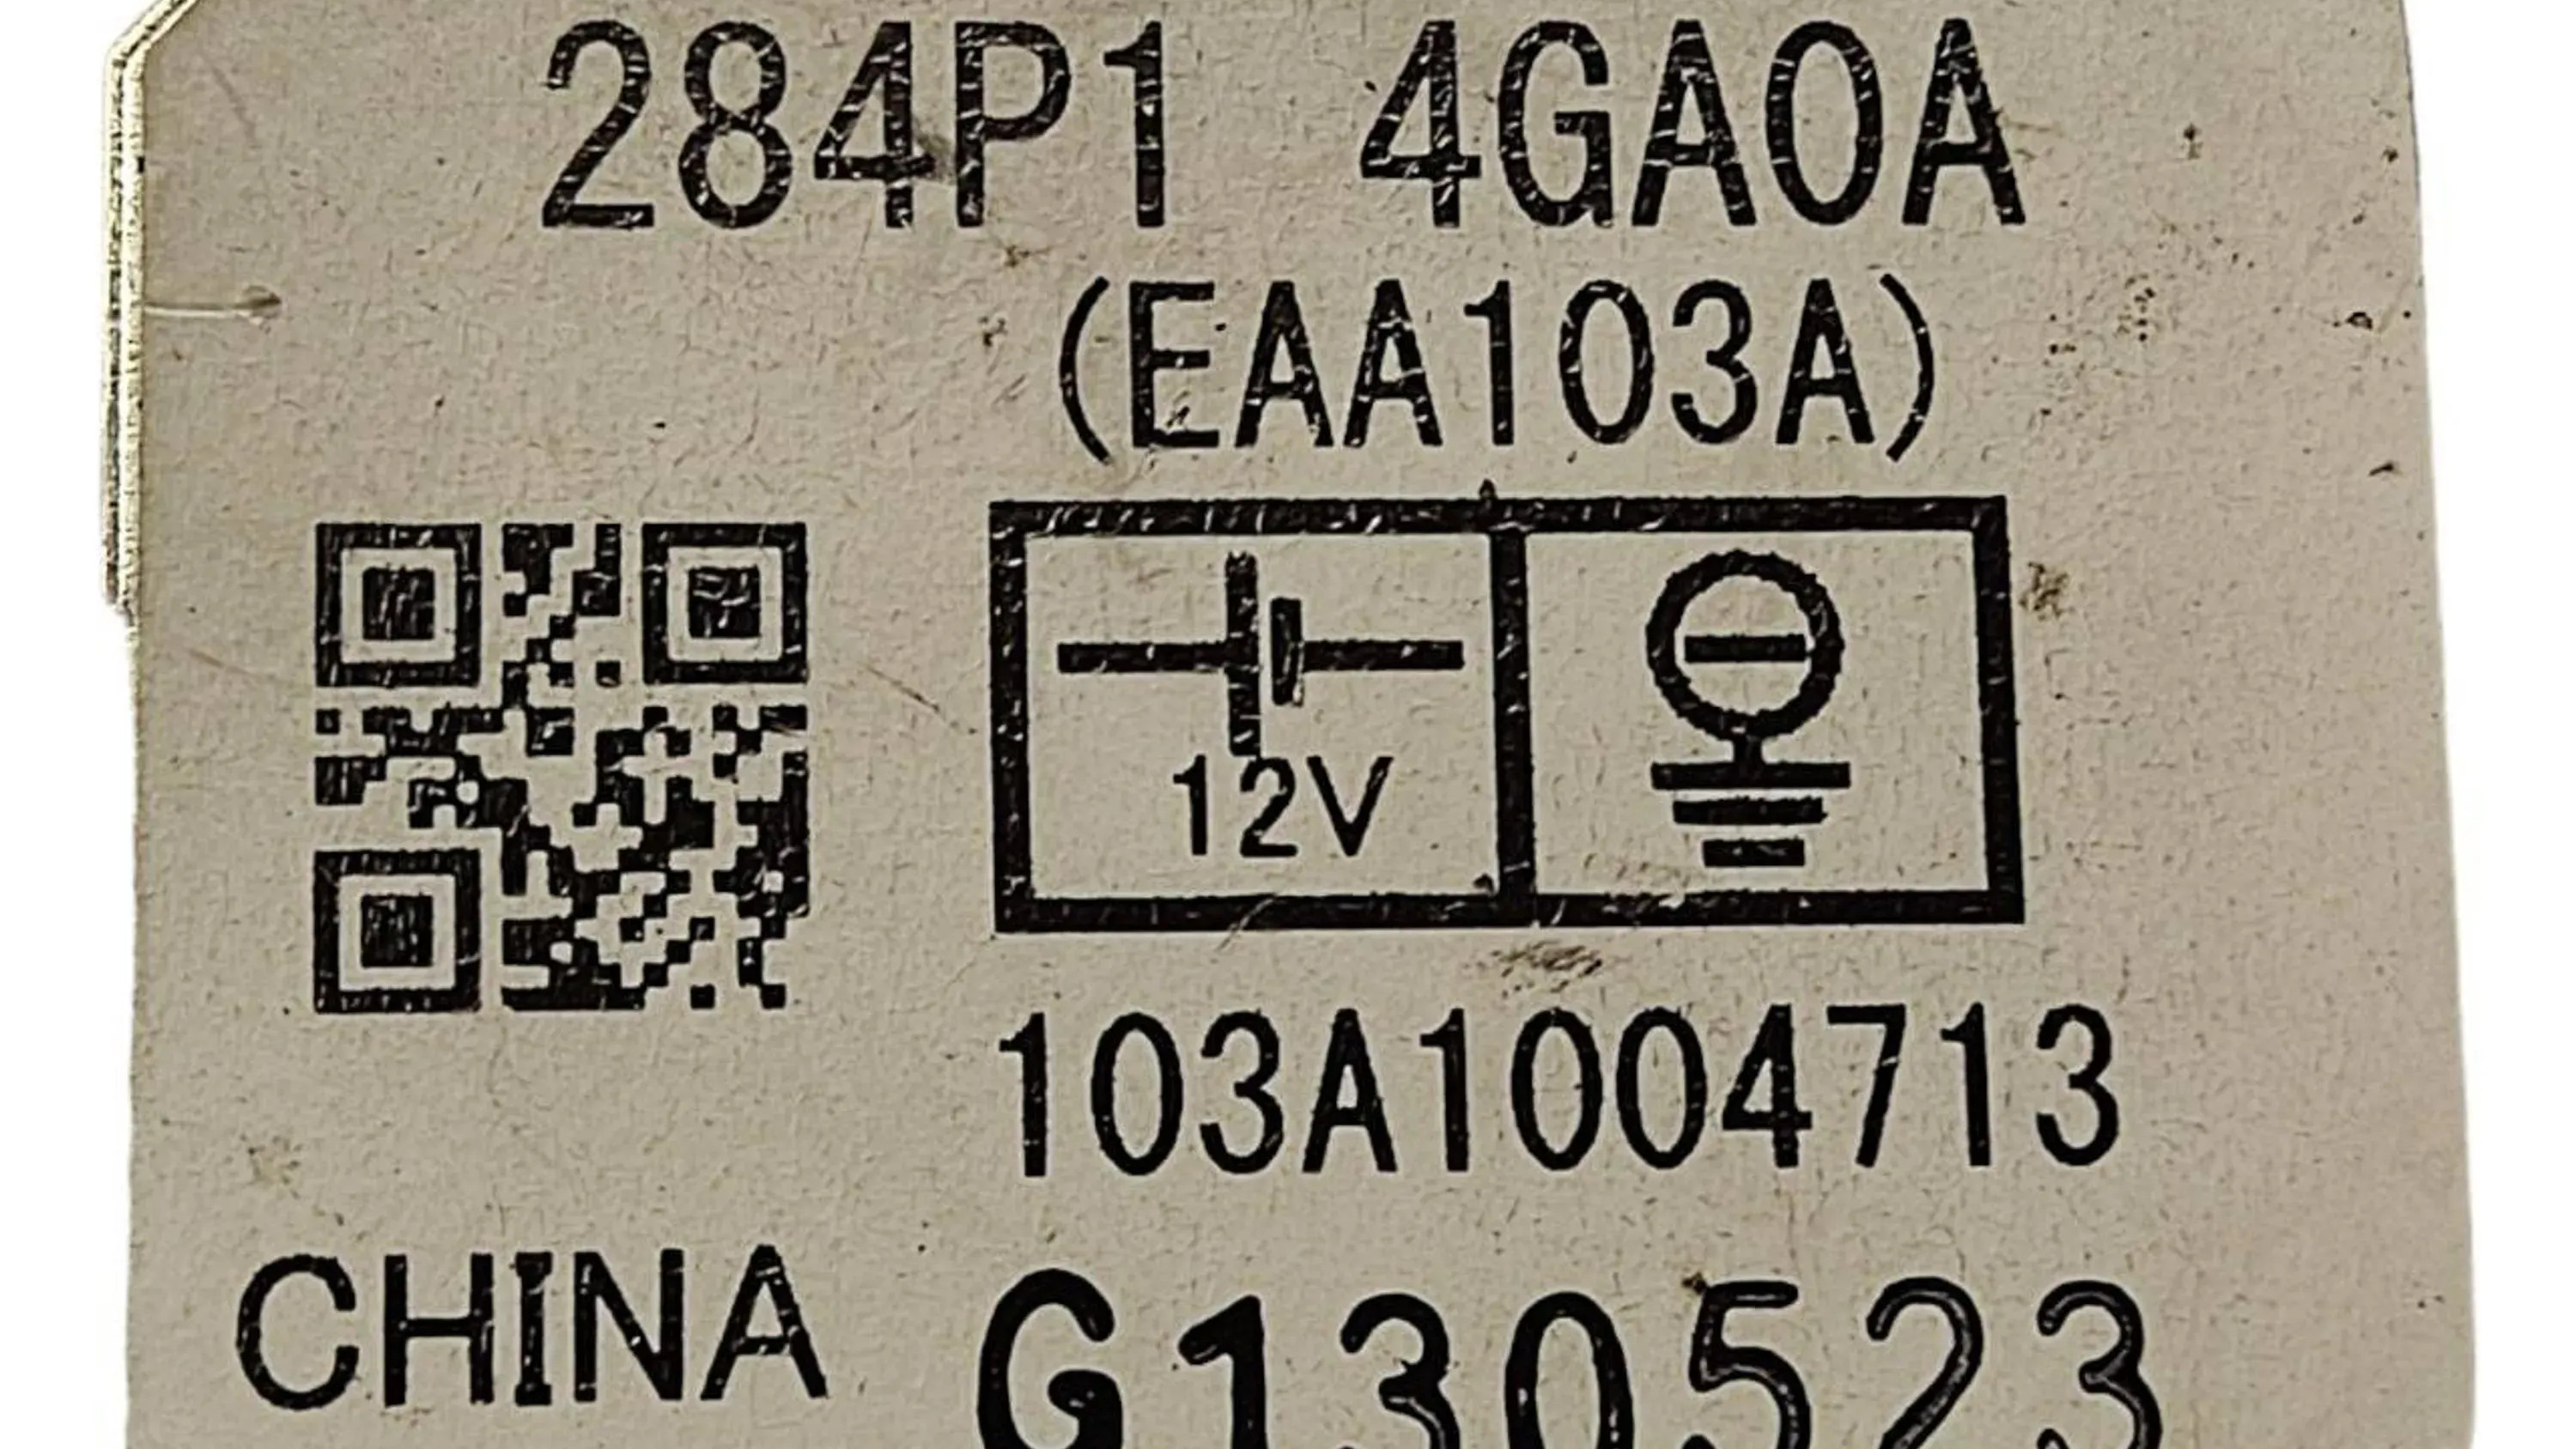 284P1 4GA0A
(EAA103A)
12V
103A1004713
CHINA G130523